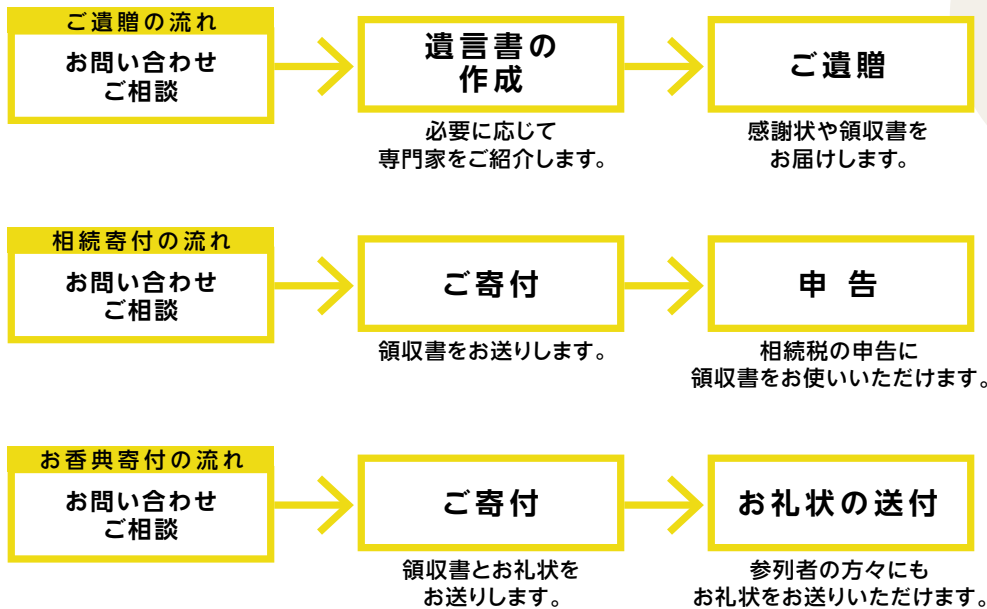 ご遺贈の流れ
お問い合わせ
ご相談
遺言書の
作成
必要に応じて
専門家をご紹介します。
ご遺贈
感謝状や領収書を
お届けします。
相続寄付の流れ
お問い合わせ
ご相談
ご寄付
領収書をお送りします。
申 告
相続税の申告に
領収書をお使いいただけます。
お香典寄付の流れ
お問い合わせ
ご相談
ご寄付
領収書とお礼状を
お送りします。
お礼状の送付
参列者の方々にも
お礼状をお送りいただけます。